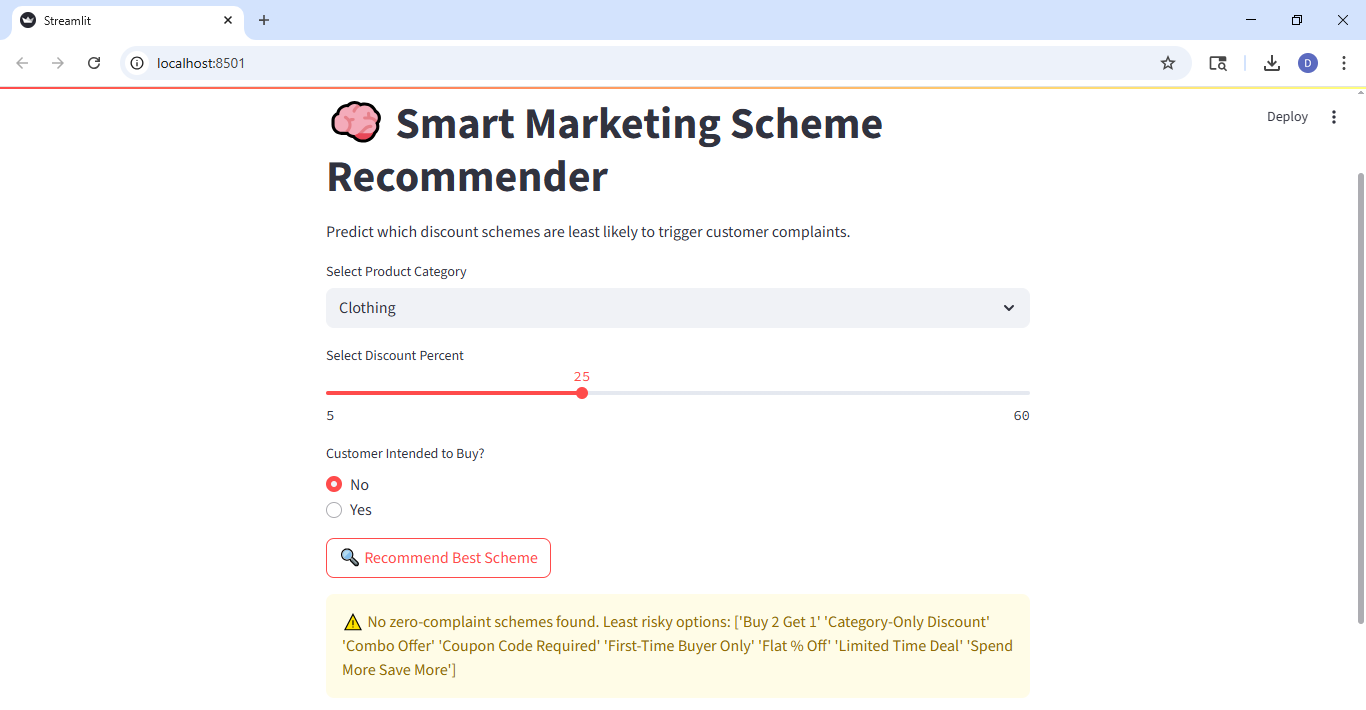 Streamlit
localhost:8501
D
Deploy
Smart Marketing Scheme
Recommender
Predict which discount schemes are least likely to trigger customer complaints.
Select Product Category
Clothing
Select Discount Percent
25
5 60
Customer Intended to Buy?
No
Yes
Recommend Best Scheme
No zero-complaint schemes found. Least risky options: ['Buy 2 Get 1' 'Category-Only Discount'
'Combo Offer' 'Coupon Code Required' 'First-Time Buyer Only' 'Flat % Off' 'Limited Time Deal' 'Spend
More Save More']